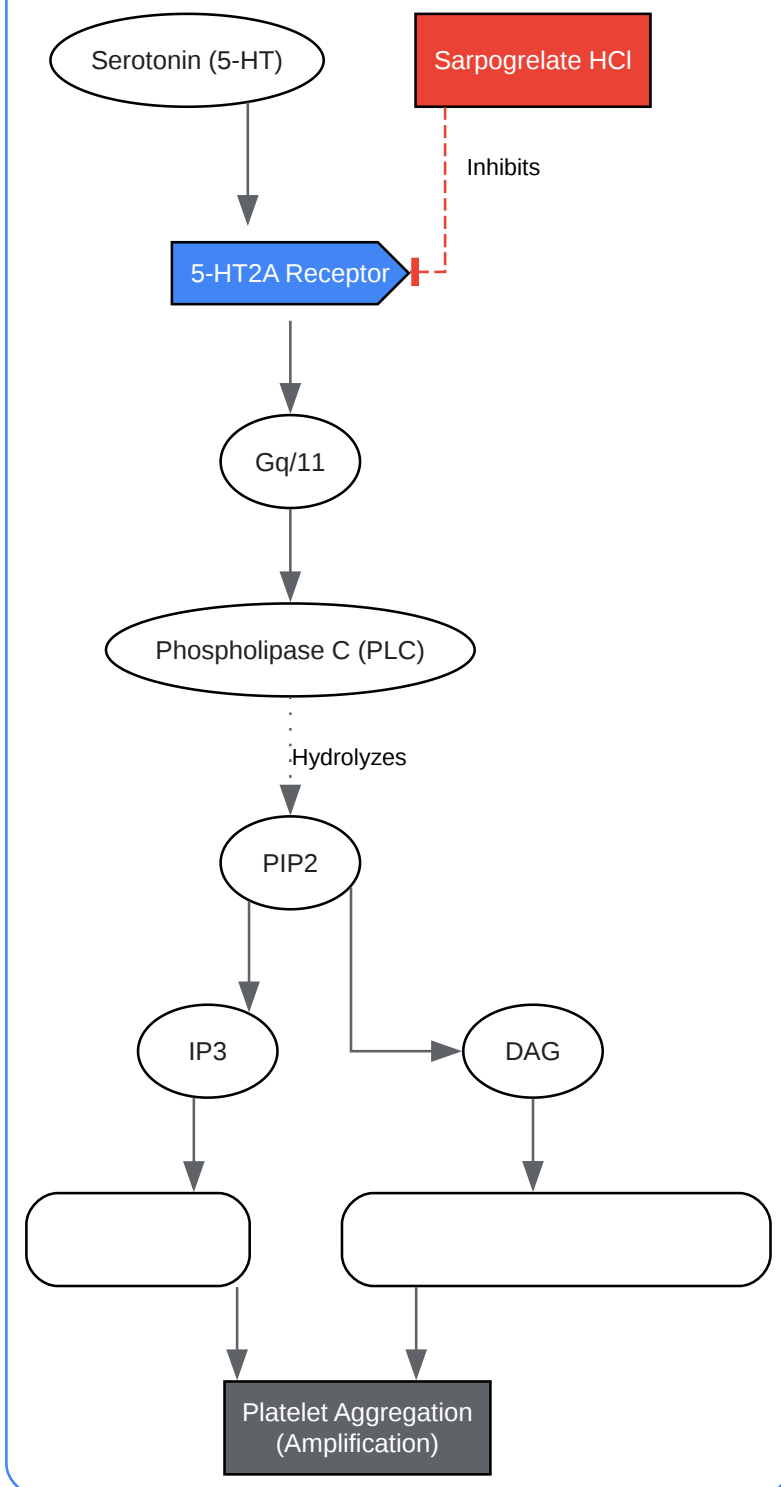 Serotonin (5-HT)
Sarpogrelate HCl
Inhibits
5-HT2A Receptor
Gq/11
Phospholipase C (PLC)
Hydrolyzes
PIP2
IP3
DAG
Platelet Aggregation
(Amplification)